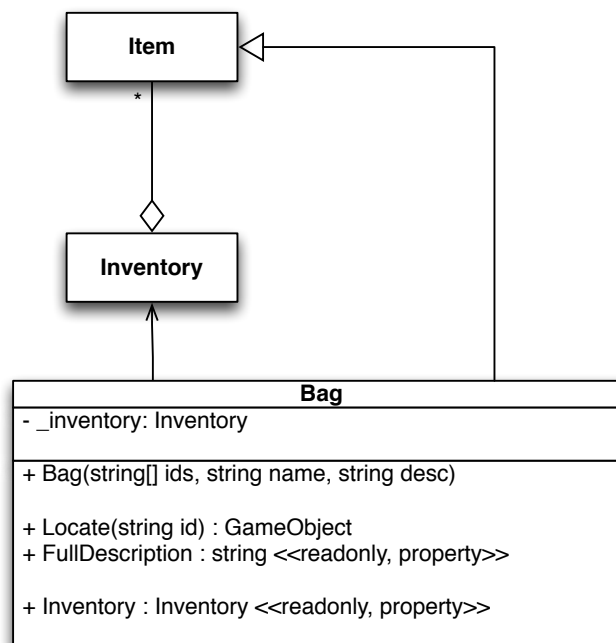 Item
*
Inventory
Bag
- _inventory: Inventory
+ Bag(string[] ids, string name, string desc)
+ Locate(string id) : GameObject
+ FullDescription : string <<readonly, property>>
+ Inventory : Inventory <<readonly, property>>